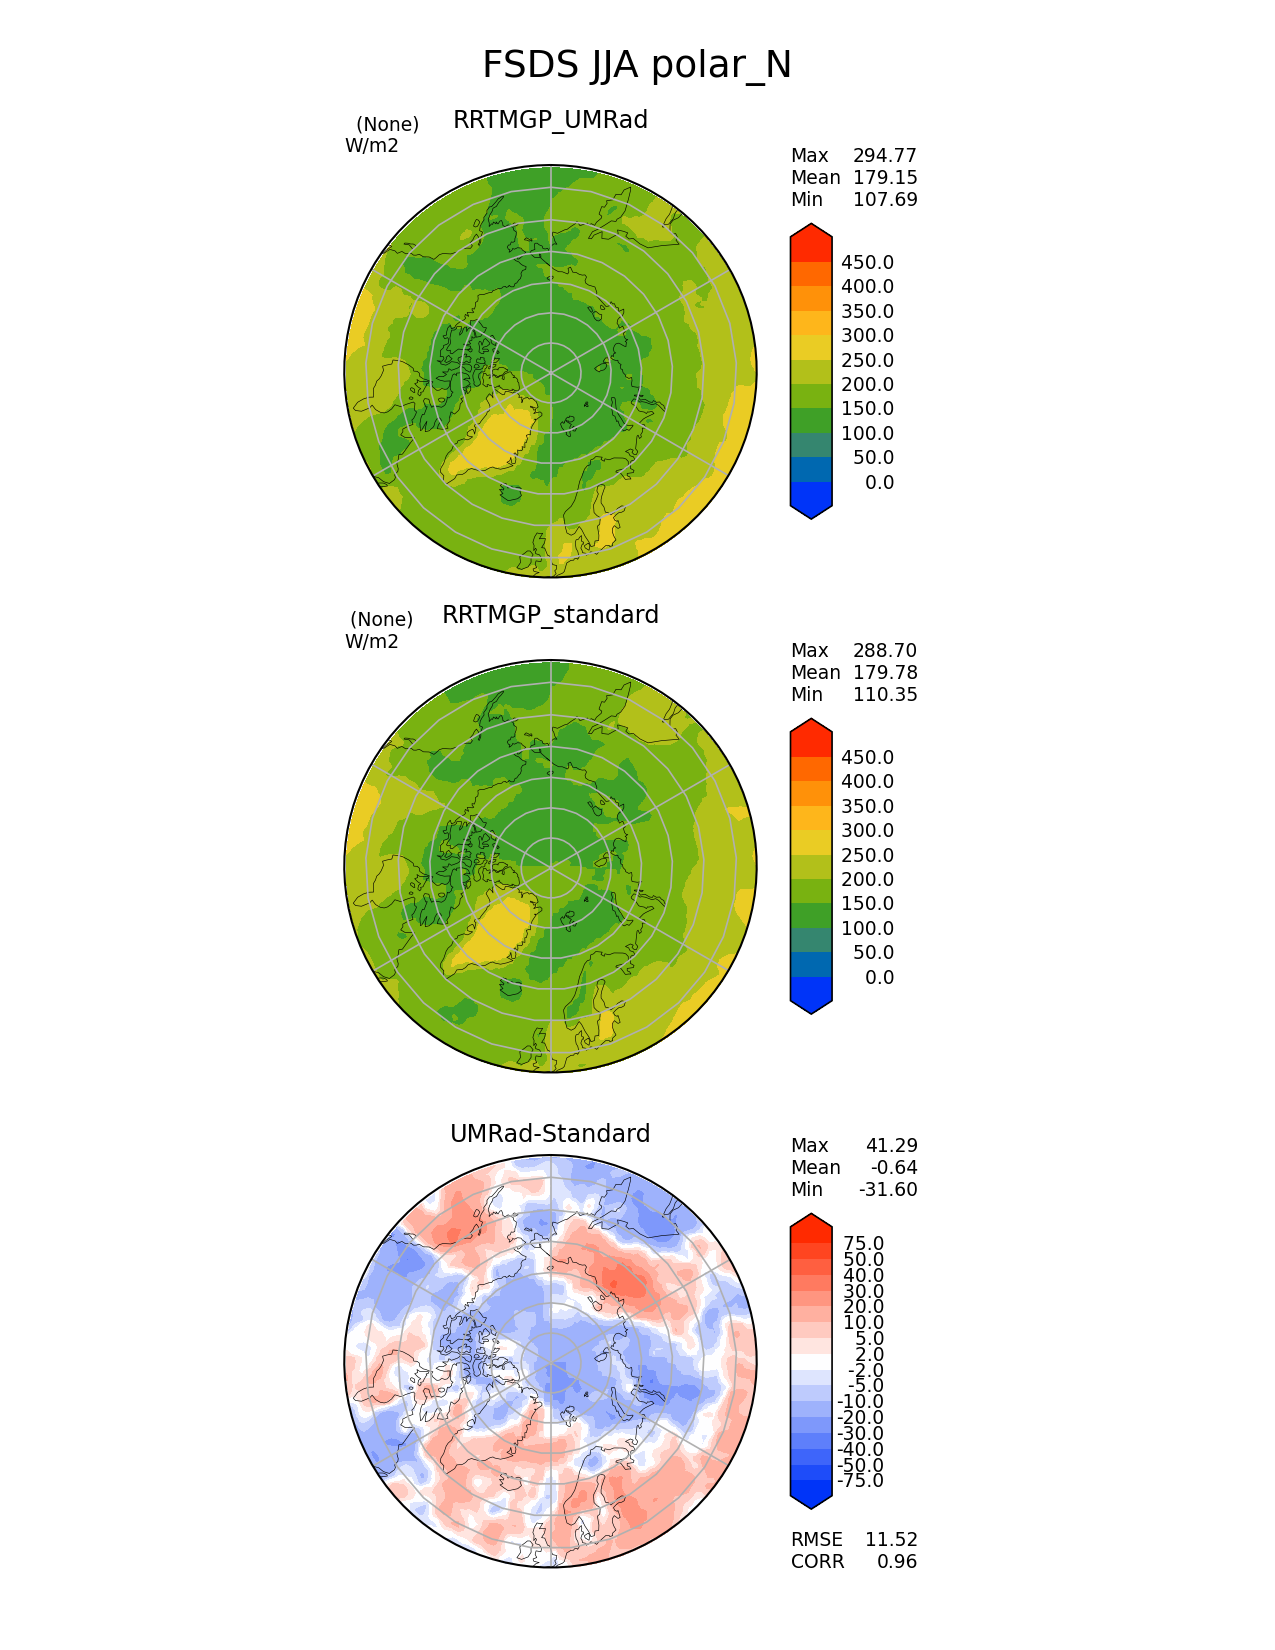 FSDS JJA polar_N
(None)
RRTMGP_UMRad
W/m2
Max 294.77
Mean 179.15
Min 107.69
450.0
400.0
350.0
300.0
250.0
200.0
150.0
100.0
50.0
0.0
(None)
RRTMGP_standard
W/m2
Max 288.70
Mean 179.78
Min 110.35
450.0
400.0
350.0
300.0
250.0
200.0
150.0
100.0
50.0
0.0
UMRad-Standard
Max 41.29
Mean -0.64
Min -31.60
75.0
50.0
40.0
30.0
20.0
10.0
5.0
2.0
-2.0
-5.0
-10.0
-20.0
-30.0
-40.0
-50.0
-75.0
RMSE 11.52
CORR 0.96